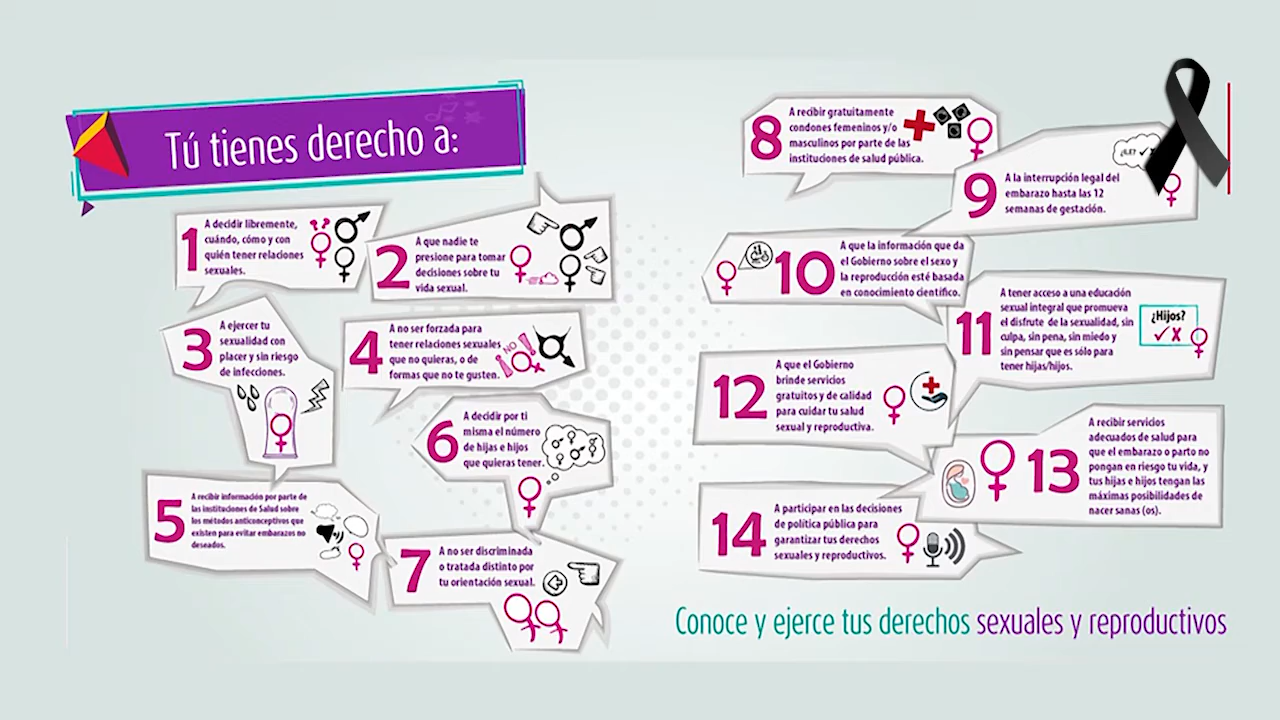 Tú tienes derecho a:
1
A decidir libremente,
cuándo, cómo y con
quién tener relaciones
sexuales.
2
A que nadie te
presione para tomar
decisiones sobre tu
vida sexual.
3
A ejercer tu
sexualidad con
placer y sin riesgo
de infecciones.
4
A no ser forzada para
tener relaciones sexuales
que no quieras, o de
formas que no te gusten.
NO
5
A recibir información por parte de
las instituciones de Salud sobre
los métodos anticonceptivos que
existen para evitar embarazos no
deseados.
6
A decidir por ti
misma el número
de hijas e hijos
que quieras tener.
7
A no ser discriminada
o tratada distinto por
tu orientación sexual.
8
A recibir gratuitamente
condones femeninos y/o
masculinos por parte de las
instituciones de salud pública.
9
A la interrupción legal del
embarazo hasta las 12
semanas de gestación.
10
A que la información que da
el Gobierno sobre el sexo y
la reproducción esté basada
en conocimiento científico.
11
A tener acceso a una educación
sexual integral que promueva
el disfrute de la sexualidad, sin
culpa, sin pena, sin miedo y
sin pensar que es sólo para
tener hijas/hijos.
¿Hijos?
12
A que el Gobierno
brinde servicios
gratuitos y de calidad
para cuidar tu salud
sexual y reproductiva.
13
A recibir servicios
adecuados de salud para
que el embarazo o parto no
pongan en riesgo tu vida, y
tus hijas e hijos tengan las
máximas posibilidades de
nacer sanas (os).
14
A participar en las decisiones
de política pública para
garantizar tus derechos
sexuales y reproductivos.
Conoce y ejerce tus derechos sexuales y reproductivos